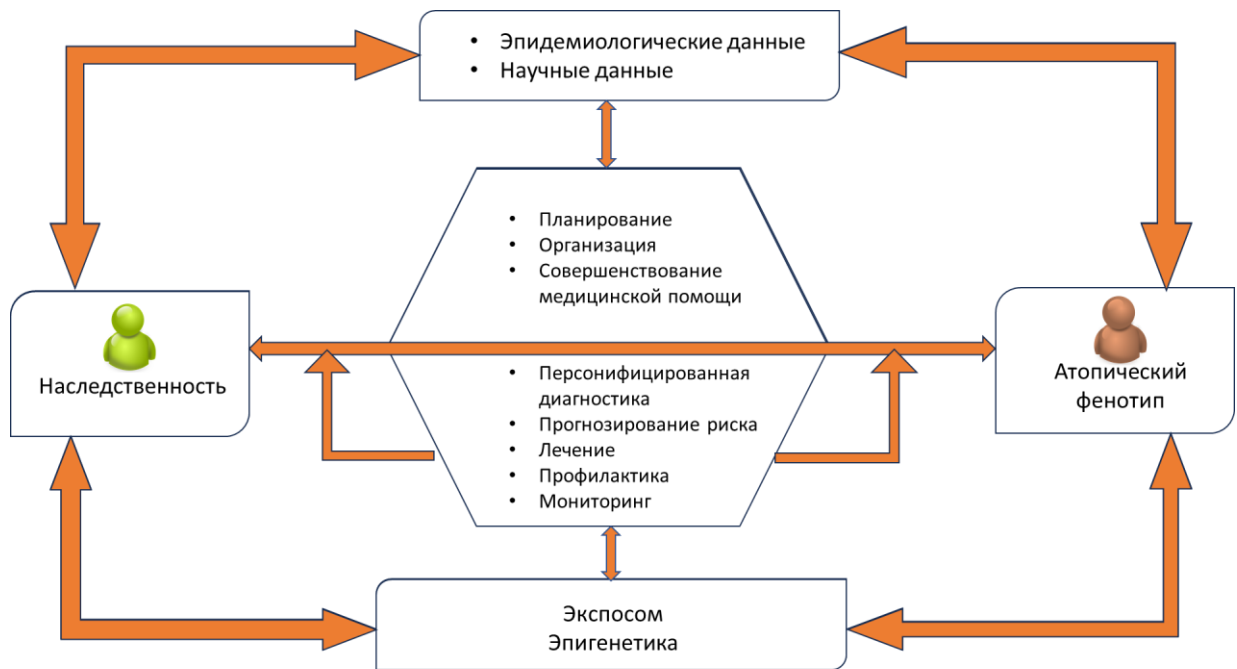 • Эпидемиологические данные
• Научные данные
• Планирование
• Организация
• Совершенствование
медицинской помощи
Наследственность
• Персонифицированная
диагностика
• Прогнозирование риска
• Лечение
• Профилактика
• Мониторинг
Атопический
фенотип
Экспосом
Эпигенетика